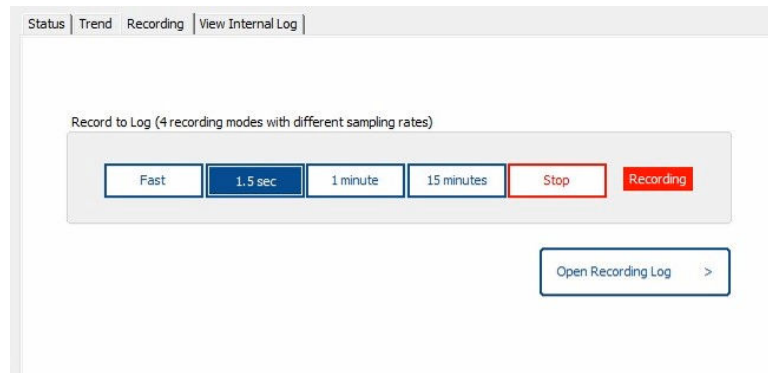 Status Trend Recording View Internal Log
Record to Log (4 recording modes with different sampling rates)
Fast 1.5 sec 1 minute 15 minutes Stop Recording
Open Recording Log >